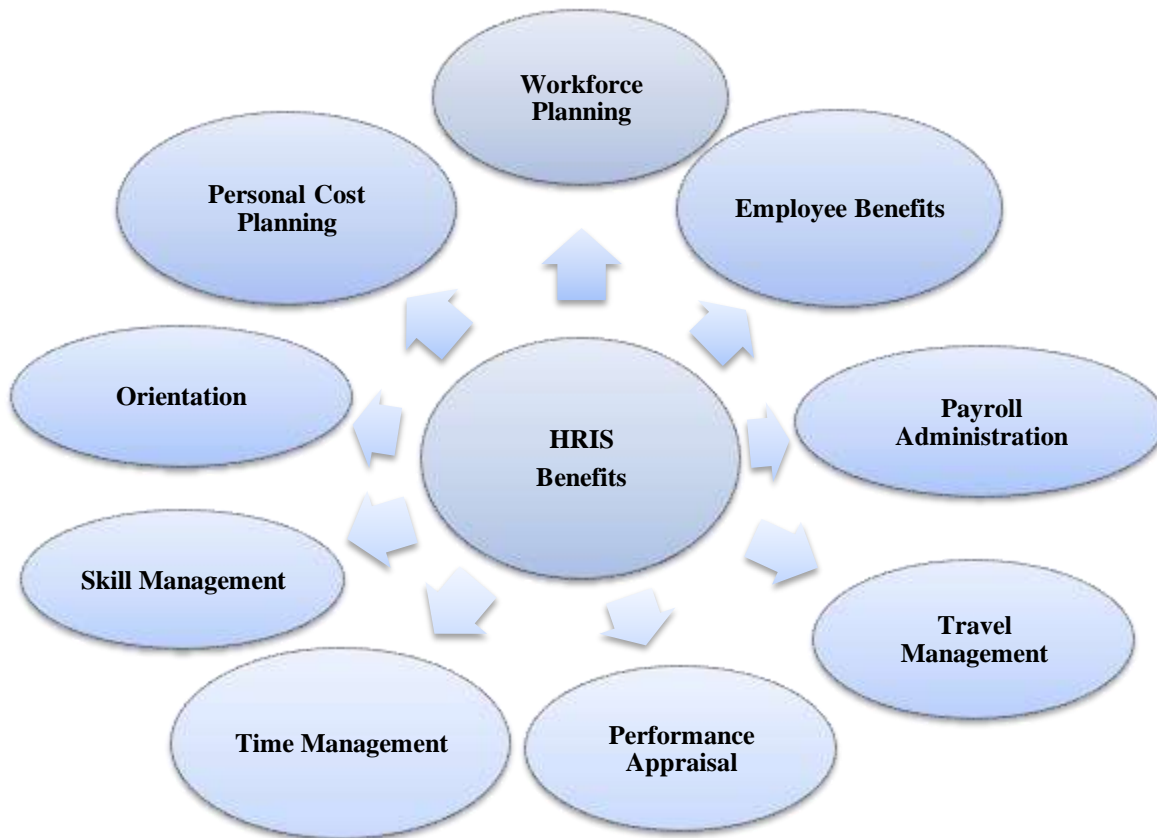 Workforce
Planning
Personal Cost
Planning
Employee Benefits
Orientation
HRIS
Benefits
Payroll
Administration
Skill Management
Travel
Management
Time Management
Performance
Appraisal